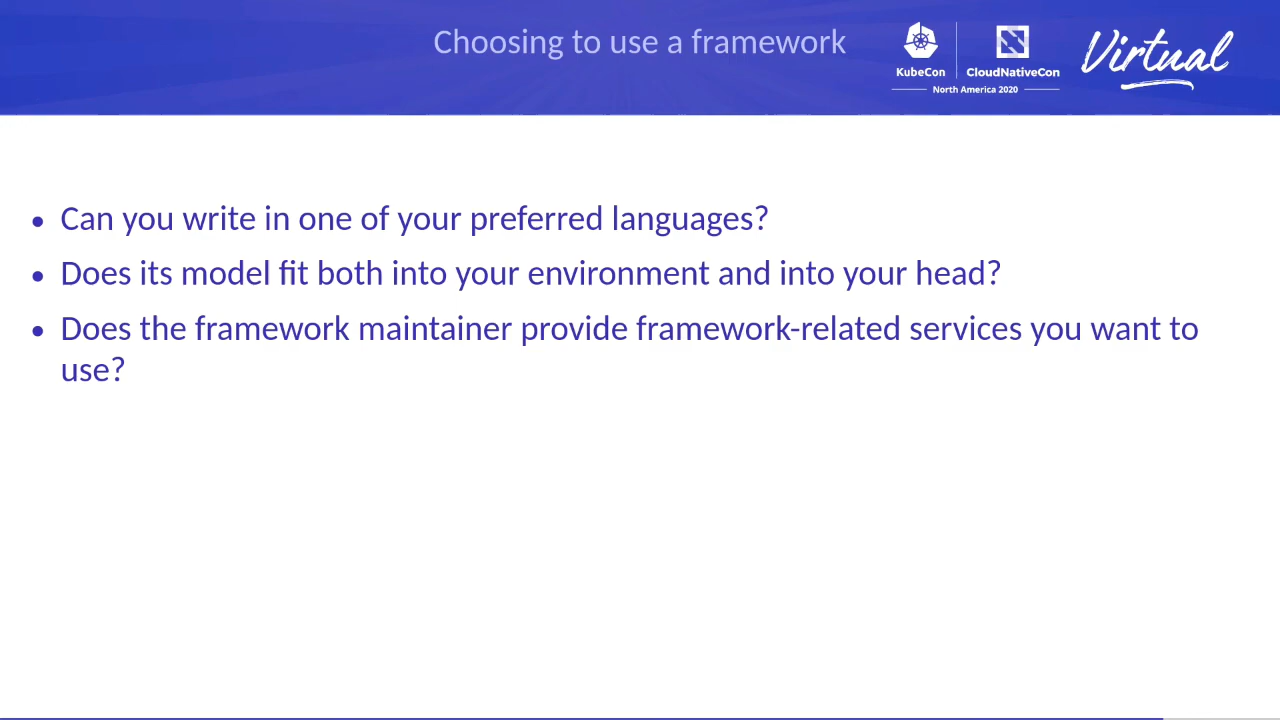 Choosing to use a framework
KubeCon
CloudNativeCon
North America 2020
Virtual
• Can you write in one of your preferred languages?
• Does its model fit both into your environment and into your head?
• Does the framework maintainer provide framework-related services you want to
use?